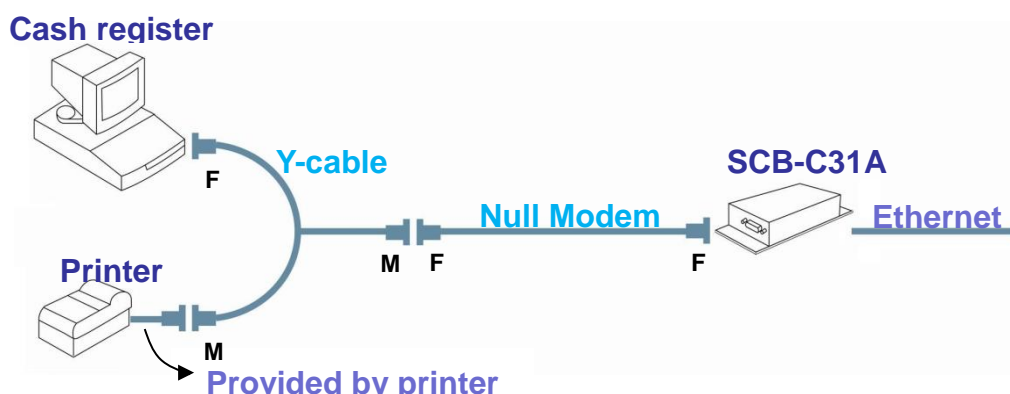 Cash register
F
Y-cable
SCB-C31A
Null Modem
Ethernet
M
F
F
Printer
M
Provided by printer